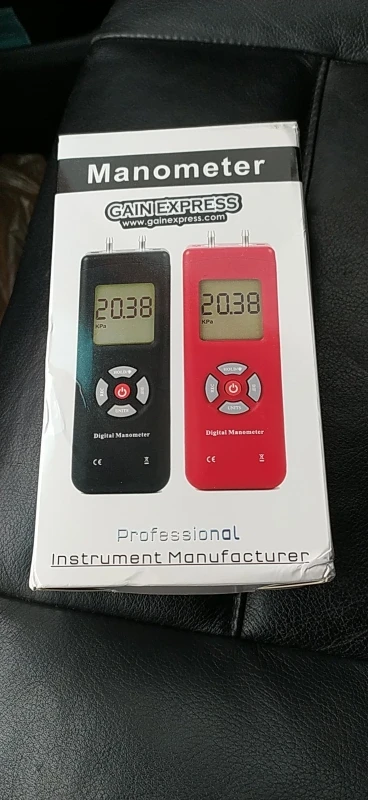 Manometer
GAIN EXPRESS
www.gainexpress.com
20.38
KPa
HOLD
REC
UNITS
Digital Manometer
CE
20.38
KPa
HOLD
UNITS
Digital Manometer
CE
Professional
Instrument Manufacturer